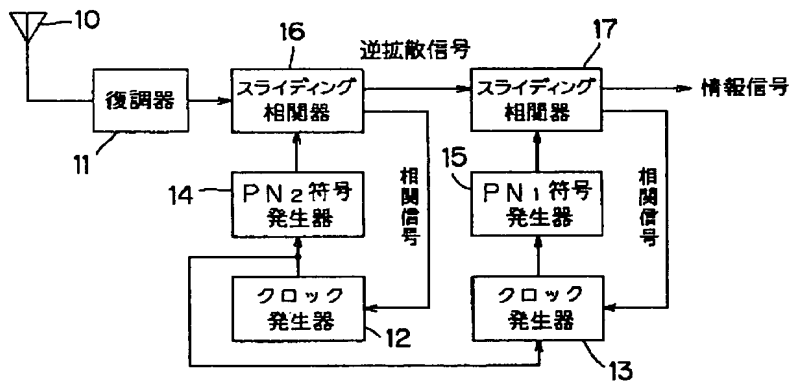 10
16
逆拡散信号
17
復調器
スライディング
相関器
スライディング
相関器
情報信号
11
14
PN2符号
発生器
相関信号
15
PN1符号
発生器
相関信号
クロック
発生器
12
クロック
発生器
13